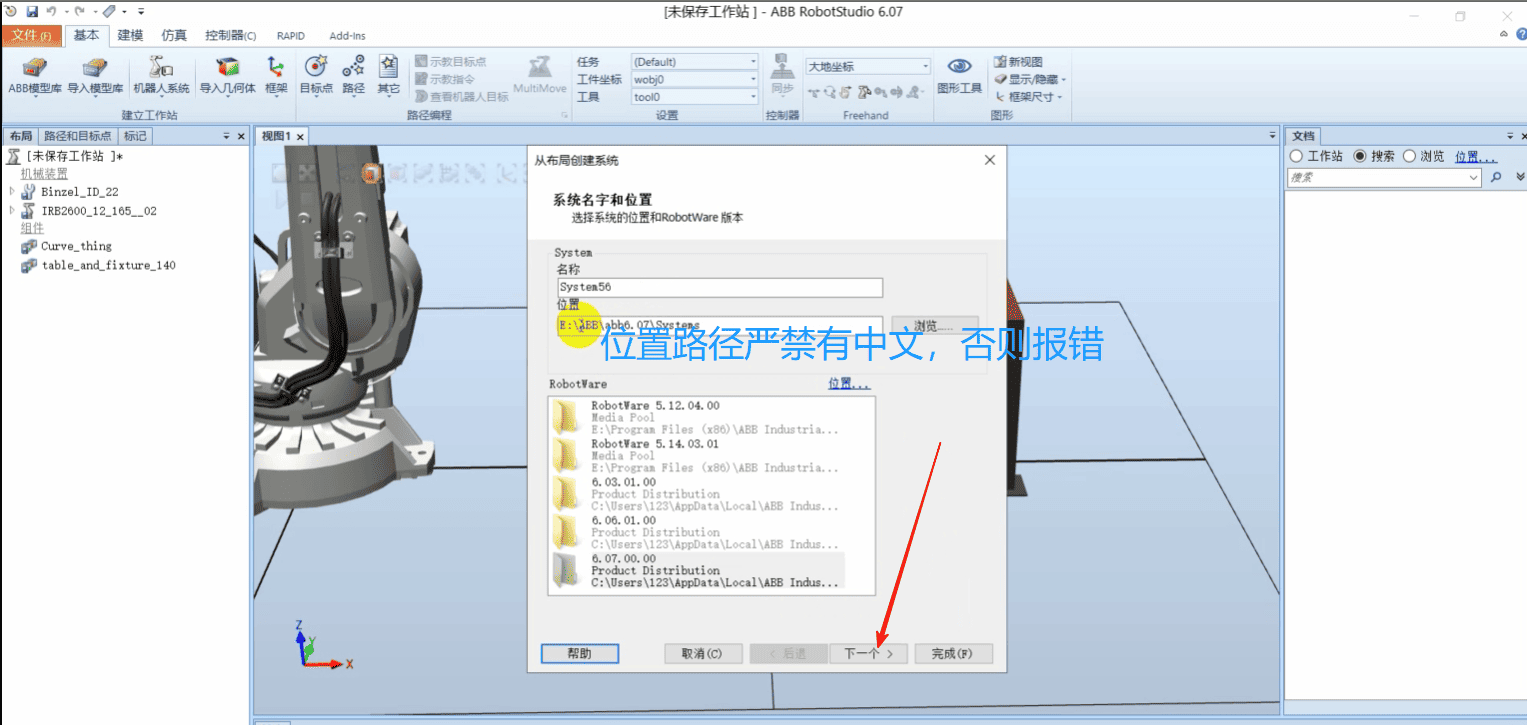 [未保存工作站 ] - ABB RobotStudio 6.07
文件(F) 基本 建模 仿真 控制器(C) RAPID Add-Ins
ABB模型库 导入模型库 机器人系统 导入几何体 框架
建立工作站
目标点 路径 其它
示教目标点
示教指令
查看机器人目标
MultiMove
路径编程
任务 (Default)
工件坐标 wobj0
工具 tool0
设置
同步
控制器
大地坐标
Freehand
图形工具
新视图
显示/隐藏
框架尺寸
图形
布局 路径和目标点 标记
[未保存工作站 ]*
机械装置
Binzel_ID_22
IRB2600_12_165__02
组件
Curve_thing
table_and_fixture_140
视图1
从布局创建系统
系统名字和位置
选择系统的位置和RobotWare 版本
System
名称
System56
位置
E:\ABB\abb6.07\Systems
浏览...
位置路径严禁有中文，否则报错
RobotWare
位置...
RobotWare 5.12.04.00
Media Pool
E:\Program Files (x86)\ABB Industria...
RobotWare 5.14.03.01
Media Pool
E:\Program Files (x86)\ABB Industria...
6.03.01.00
Product Distribution
C:\Users\123\AppData\Local\ABB Indus...
6.06.01.00
Product Distribution
C:\Users\123\AppData\Local\ABB Indus...
6.07.00.00
Product Distribution
C:\Users\123\AppData\Local\ABB Indus...
帮助 取消(C) < 后退 下一个 > 完成(F)
Z
Y
X
文档
工作站 搜索 浏览 位置...
搜索